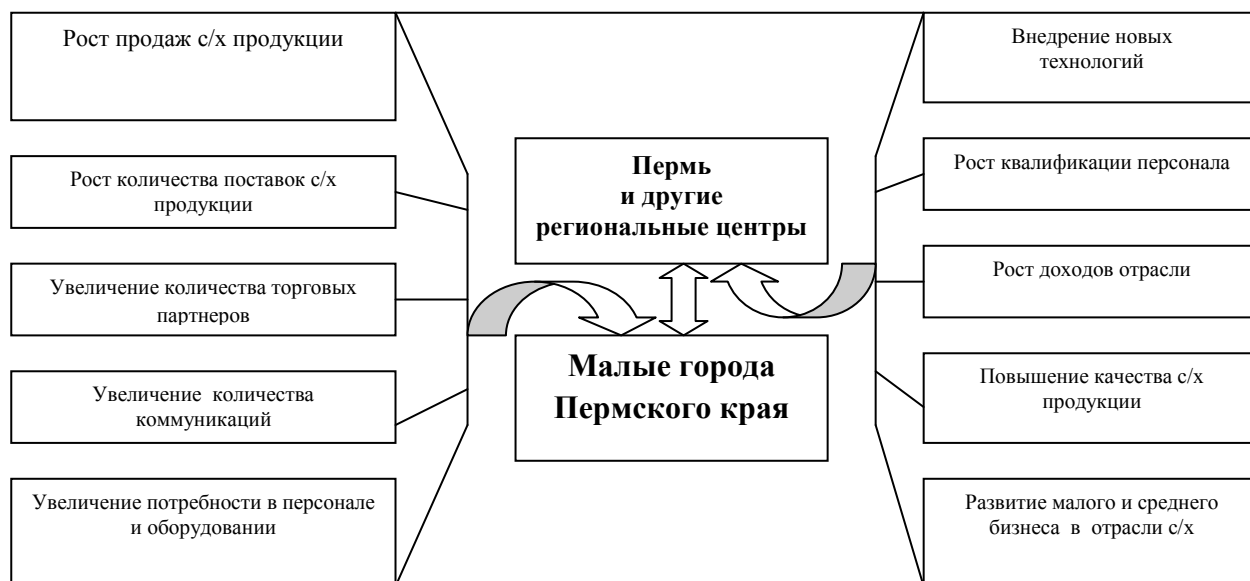 Рост продаж с/х продукции
Рост количества поставок с/х
продукции
Увеличение количества торговых
партнеров
Увеличение количества
коммуникаций
Увеличение потребности в персонале
и оборудовании
Пермь
и другие
региональные центры
Малые города
Пермского края
Внедрение новых
технологий
Рост квалификации персонала
Рост доходов отрасли
Повышение качества с/х
продукции
Развитие малого и среднего
бизнеса в отрасли с/х